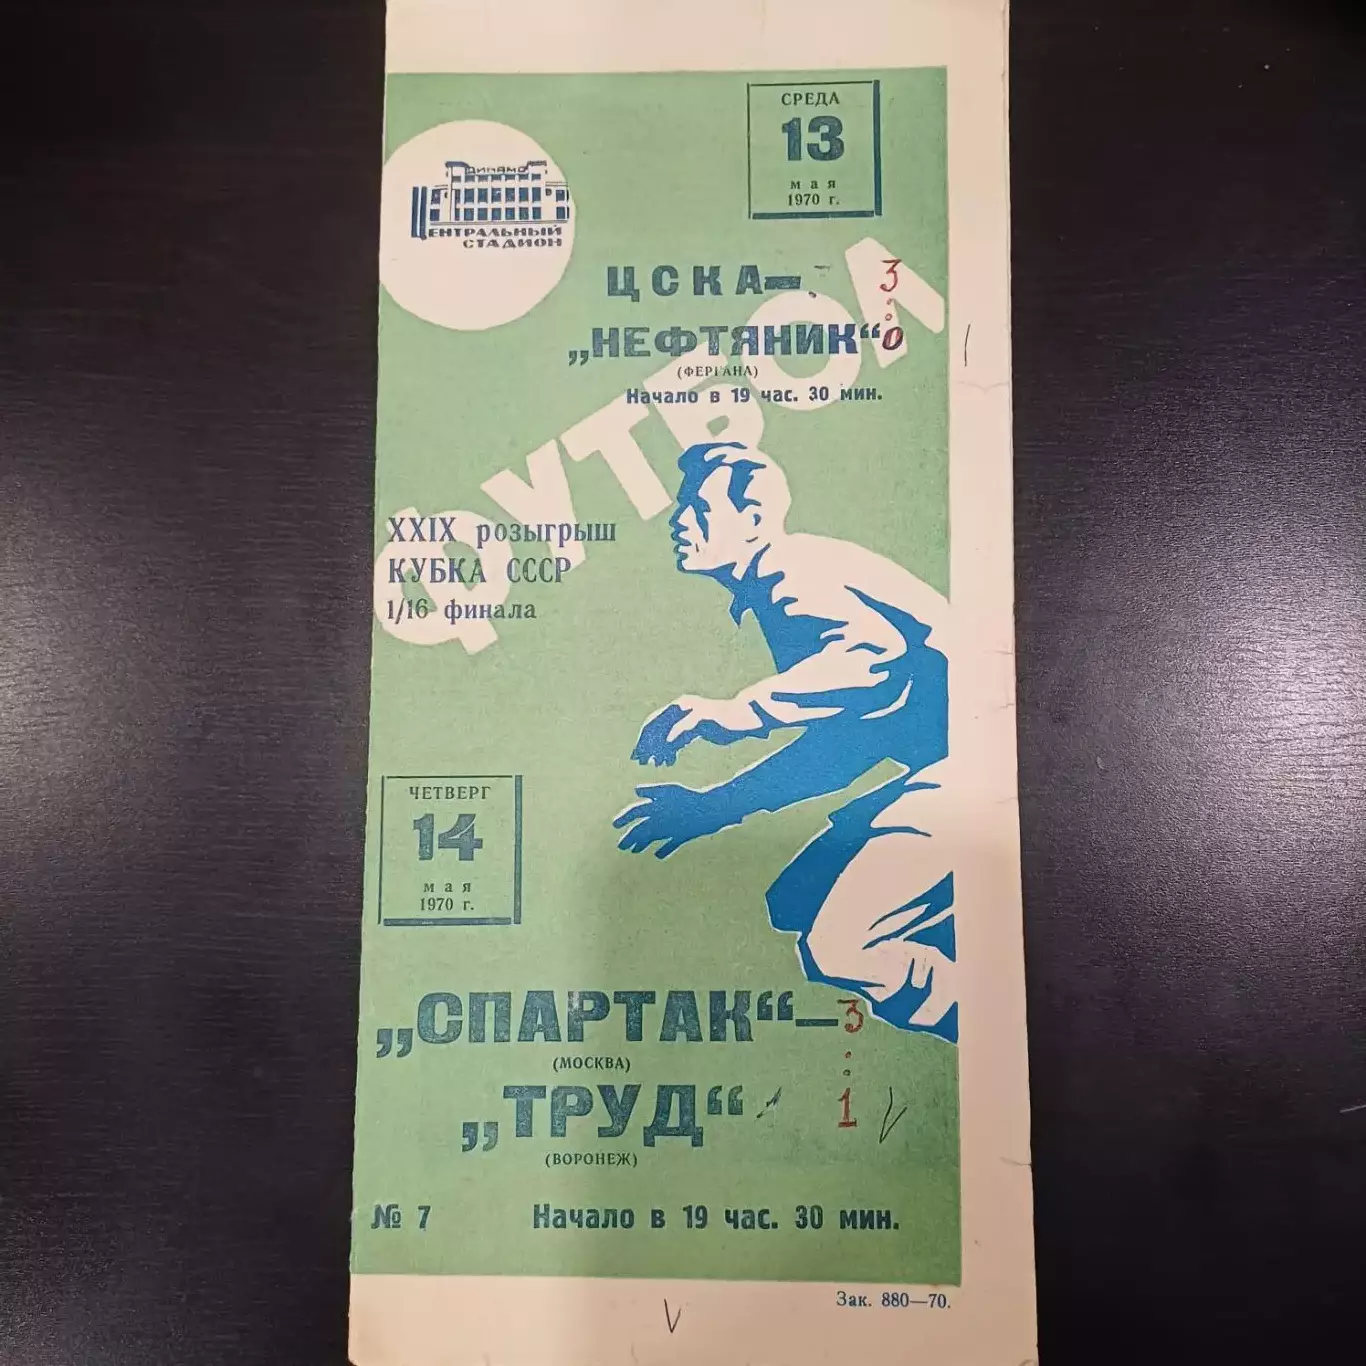 СРЕДА
13
мая
1970 г.
ДИНАМО
ЦЕНТРАЛЬНЫЙ
СТАДИОН
ФУТБОЛ
ЦСКА— 3
:
„НЕФТЯНИК“ 0
(ФЕРГАНА)
Начало в 19 час. 30 мин.
XXIX розыгрыш
КУБКА СССР
1/16 финала
ЧЕТВЕРГ
14
мая
1970 г.
„СПАРТАК“— 3
(МОСКВА) :
„ТРУД“ 1
(ВОРОНЕЖ)
№ 7 Начало в 19 час. 30 мин.
Зак. 880—70.